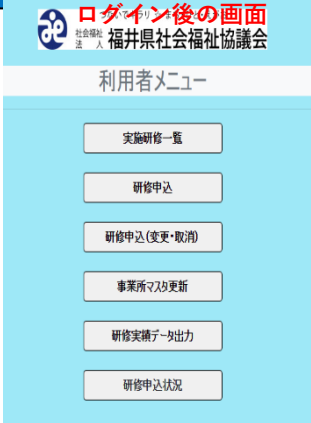 ログイン後の画面
社会福祉
法人
福井県社会福祉協議会
利用者メニュー
実施研修一覧
研修申込
研修申込(変更・取消)
事業所マスタ更新
研修実績データ出力
研修申込状況